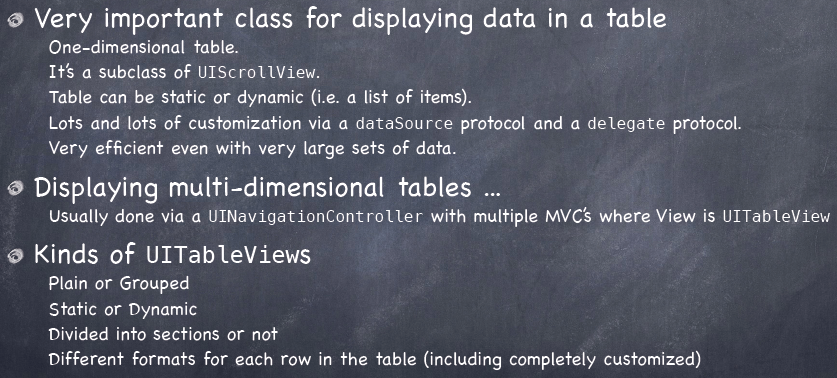 Very important class for displaying data in a table
One-dimensional table.
It's a subclass of UIScrollView.
Table can be static or dynamic (i.e. a list of items).
Lots and lots of customization via a dataSource protocol and a delegate protocol.
Very efficient even with very large sets of data.
Displaying multi-dimensional tables ...
Usually done via a UINavigationController with multiple MVC's where View is UITableView
Kinds of UITableViews
Plain or Grouped
Static or Dynamic
Divided into sections or not
Different formats for each row in the table (including completely customized)